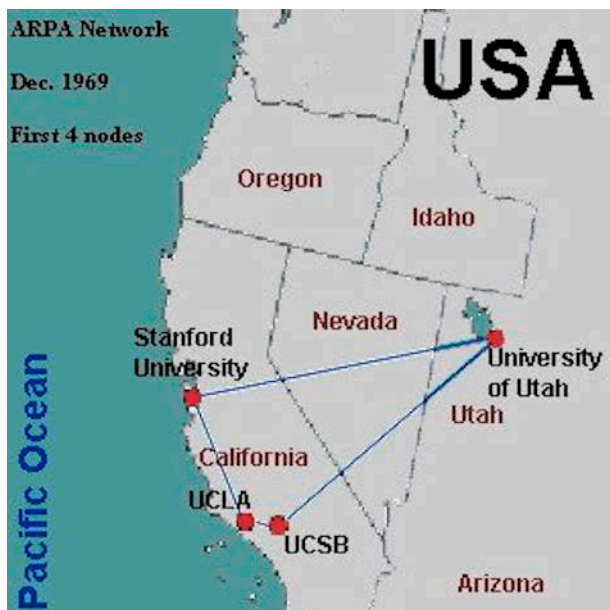 ARPA Network
Dec. 1969
First 4 nodes
USA
Oregon
Idaho
Nevada
Stanford
University
University
of Utah
Utah
California
UCLA
UCSB
Arizona
Pacific Ocean